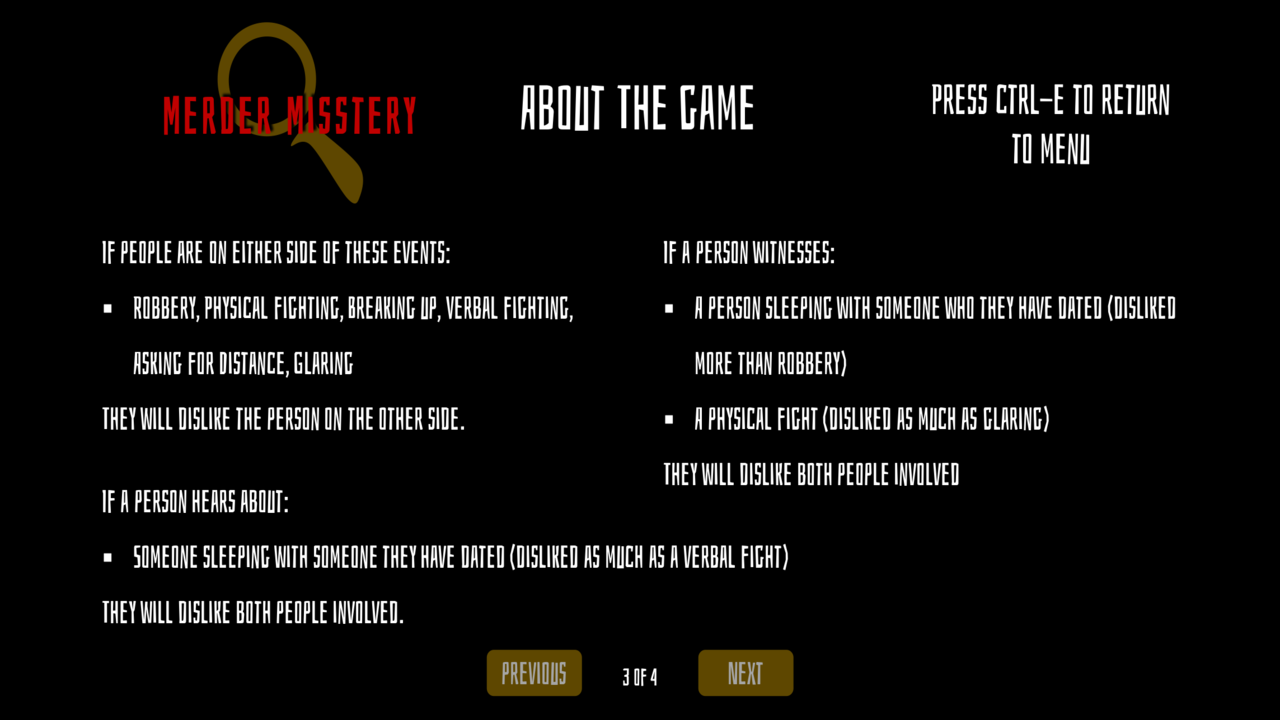 MERDER MISSTERY
ABOUT THE GAME
PRESS CTRL–E TO RETURN
TO MENU
IF PEOPLE ARE ON EITHER SIDE OF THESE EVENTS:
▪ ROBBERY, PHYSICAL FIGHTING, BREAKING UP, VERBAL FIGHTING,
ASKING FOR DISTANCE, GLARING
THEY WILL DISLIKE THE PERSON ON THE OTHER SIDE.
IF A PERSON WITNESSES:
▪ A PERSON SLEEPING WITH SOMEONE WHO THEY HAVE DATED (DISLIKED
MORE THAN ROBBERY)
▪ A PHYSICAL FIGHT (DISLIKED AS MUCH AS GLARING)
THEY WILL DISLIKE BOTH PEOPLE INVOLVED
IF A PERSON HEARS ABOUT:
▪ SOMEONE SLEEPING WITH SOMEONE THEY HAVE DATED (DISLIKED AS MUCH AS A VERBAL FIGHT)
THEY WILL DISLIKE BOTH PEOPLE INVOLVED.
PREVIOUS
3 OF 4
NEXT